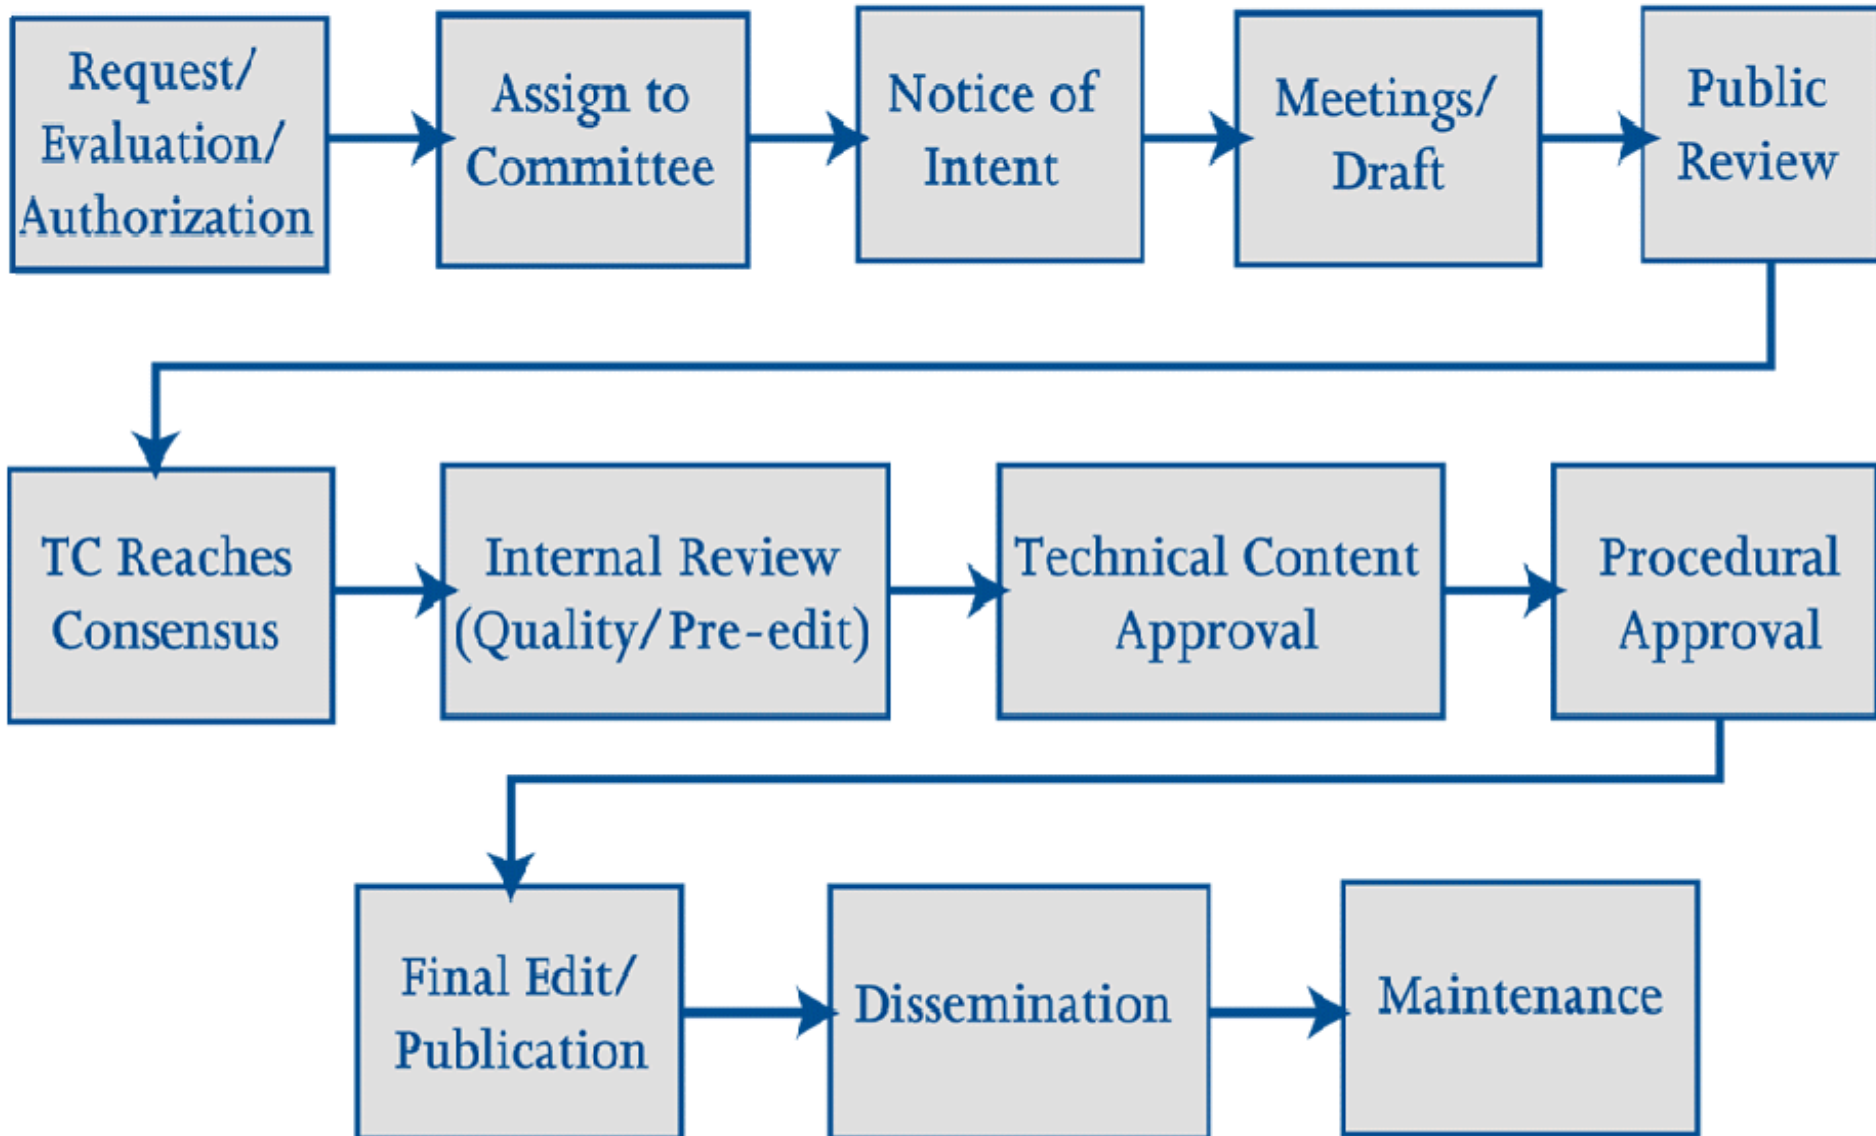 Request/
Evaluation/
Authorization
Assign to
Committee
Notice of
Intent
Meetings/
Draft
Public
Review
TC Reaches
Consensus
Internal Review
(Quality/Pre-edit)
Technical Content
Approval
Procedural
Approval
Final Edit/
Publication
Dissemination
Maintenance